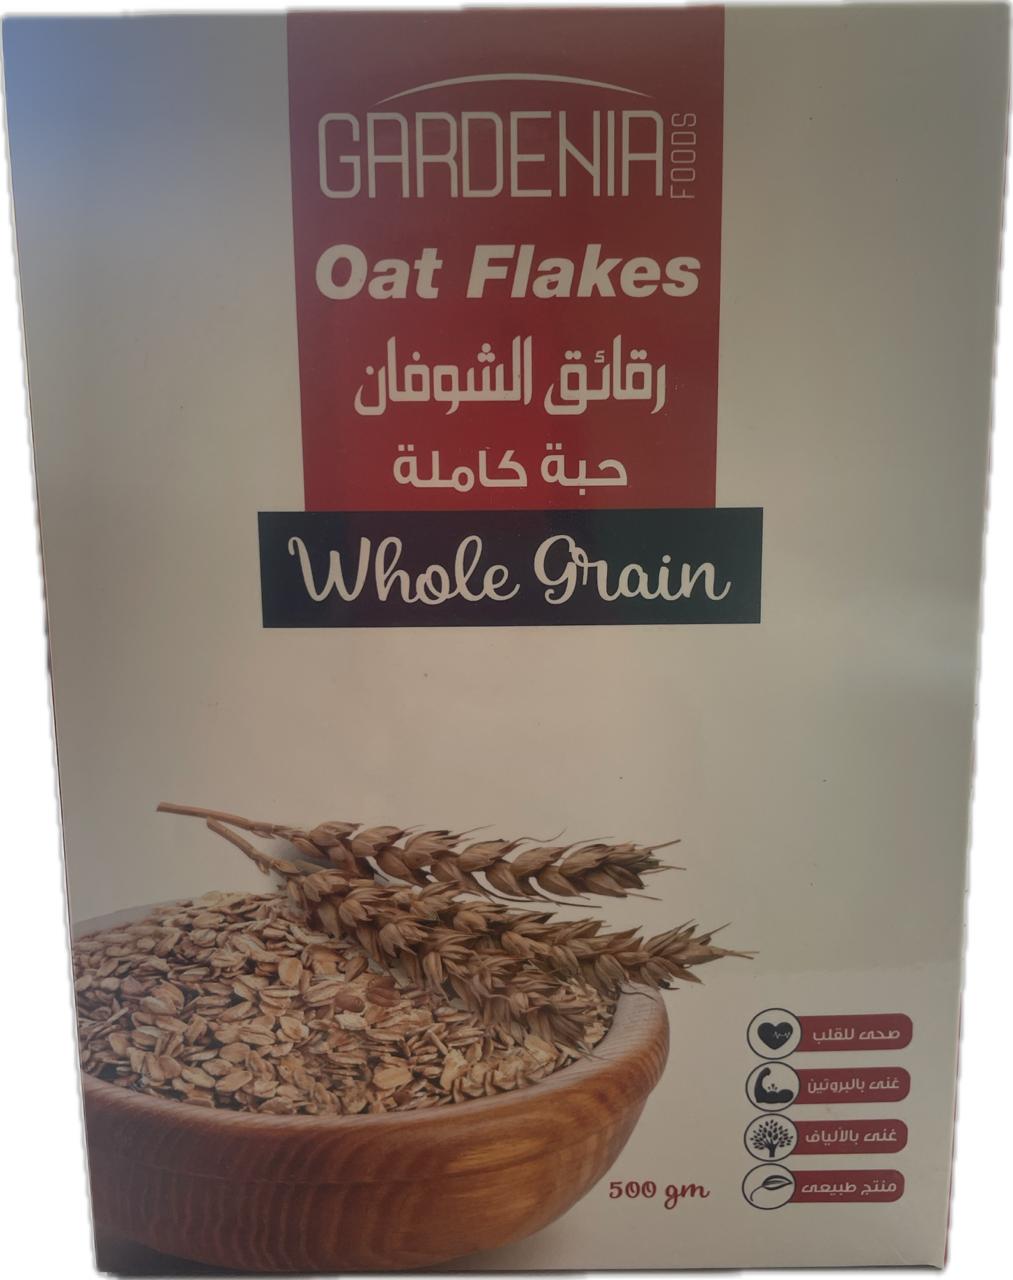 GARDENIA FOODS
Oat Flakes
رقائق الشوفان
حبة كاملة
Whole Grain
صحى للقلب
غنى بالبروتين
غنى بالألياف
منتج طبيعى
500 gm